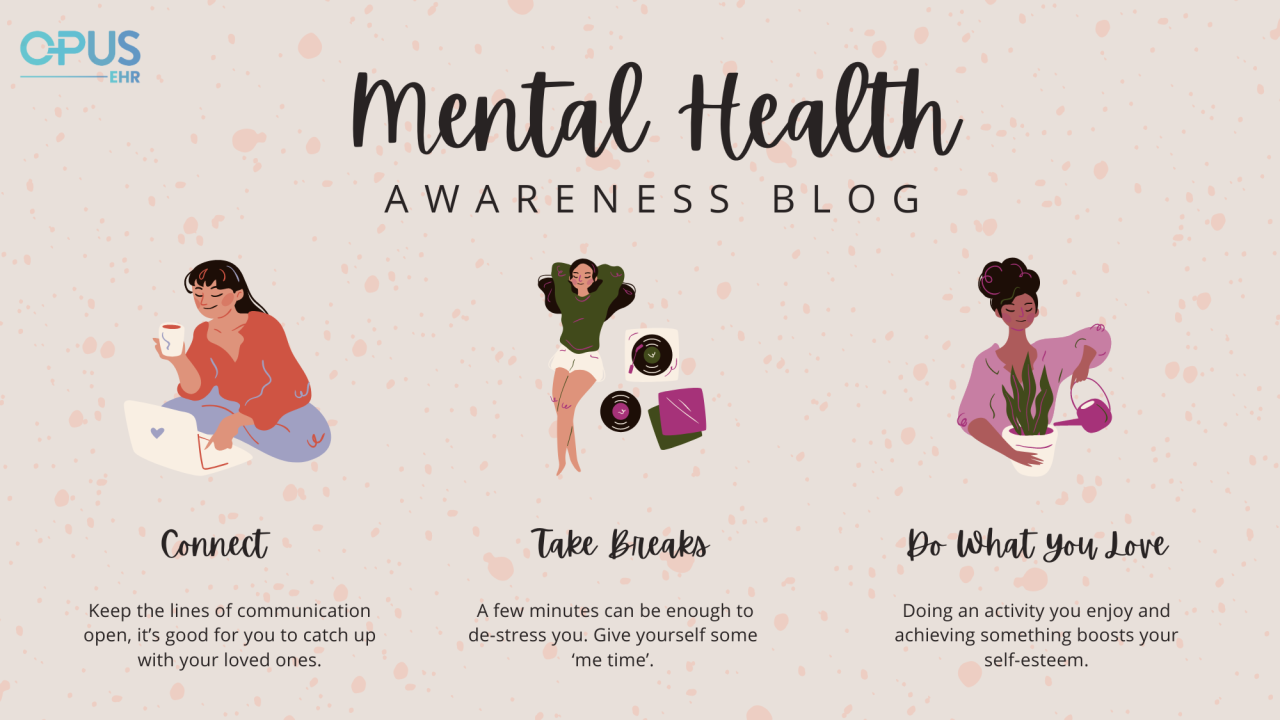 OPUS
EHR
Mental Health
AWARENESS BLOG
Connect
Keep the lines of communication
open, it’s good for you to catch up
with your loved ones.
Take Breaks
A few minutes can be enough to
de-stress you. Give yourself some
‘me time’.
Do What You Love
Doing an activity you enjoy and
achieving something boosts your
self-esteem.